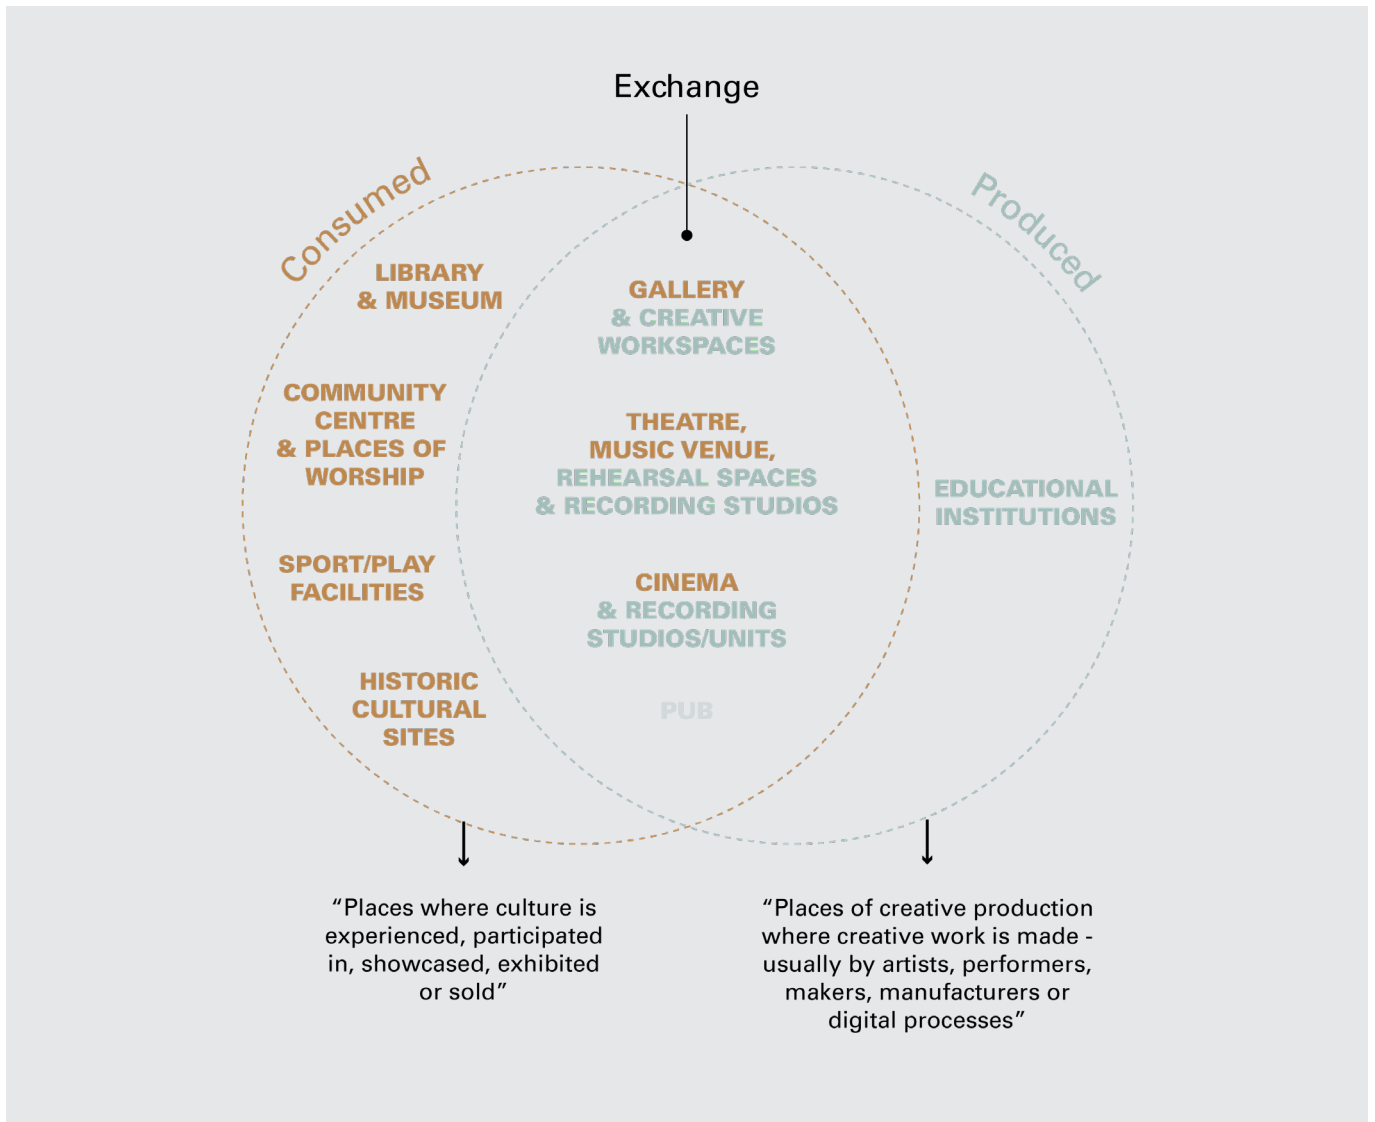 Exchange
Consumed
Produced
LIBRARY
& MUSEUM
COMMUNITY
CENTRE
& PLACES OF
WORSHIP
SPORT/PLAY
FACILITIES
HISTORIC
CULTURAL
SITES
GALLERY
& CREATIVE
WORKSPACES
THEATRE,
MUSIC VENUE,
REHEARSAL SPACES
& RECORDING STUDIOS
CINEMA
& RECORDING
STUDIOS/UNITS
PUB
EDUCATIONAL
INSTITUTIONS
“Places where culture is
experienced, participated
in, showcased, exhibited
or sold”
“Places of creative production
where creative work is made -
usually by artists, performers,
makers, manufacturers or
digital processes”